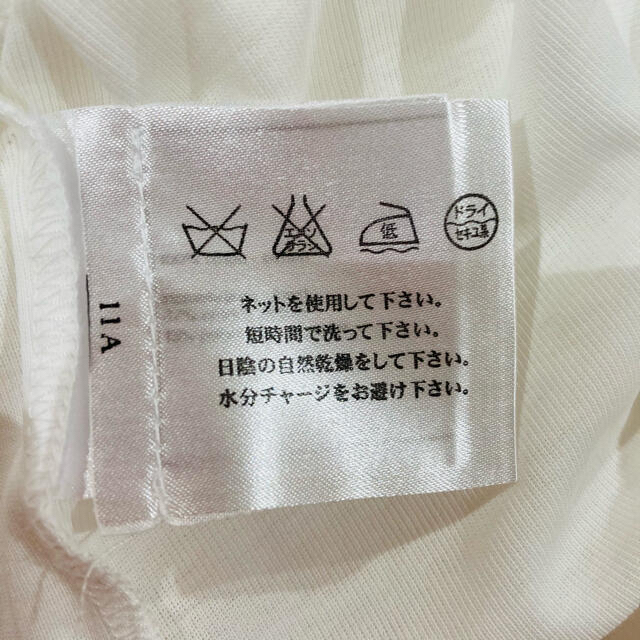 エンソ
サラシ
低
ドライ
セキユ系
ネットを使用して下さい。
短時間で洗って下さい。
日陰の自然乾燥をして下さい。
水分チャージをお避け下さい。
IIA